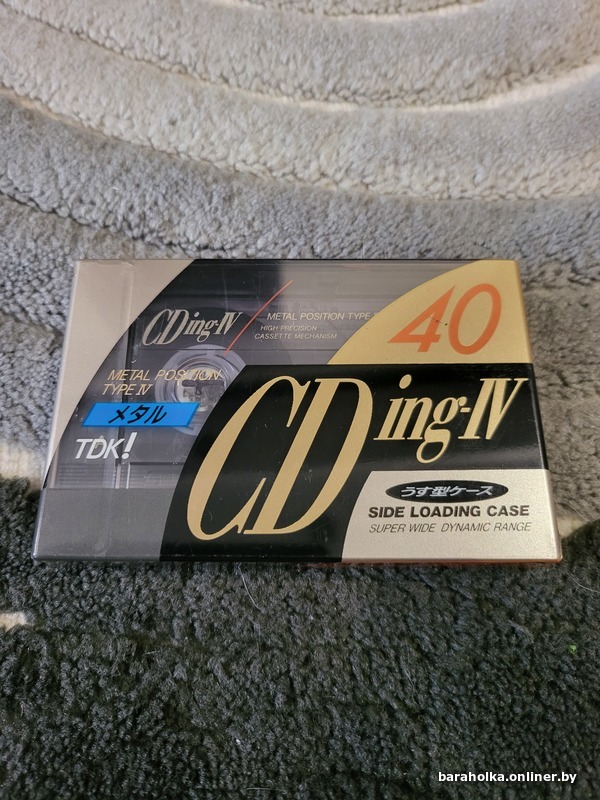 CDing-IV
METAL POSITION TYPE
HIGH PRECISION
CASSETTE MECHANISM
40
METAL POSITION
TYPE IV
メタル
TDK!
CDing-IV
うす型ケース
SIDE LOADING CASE
SUPER WIDE DYNAMIC RANGE
baraholka.onliner.by